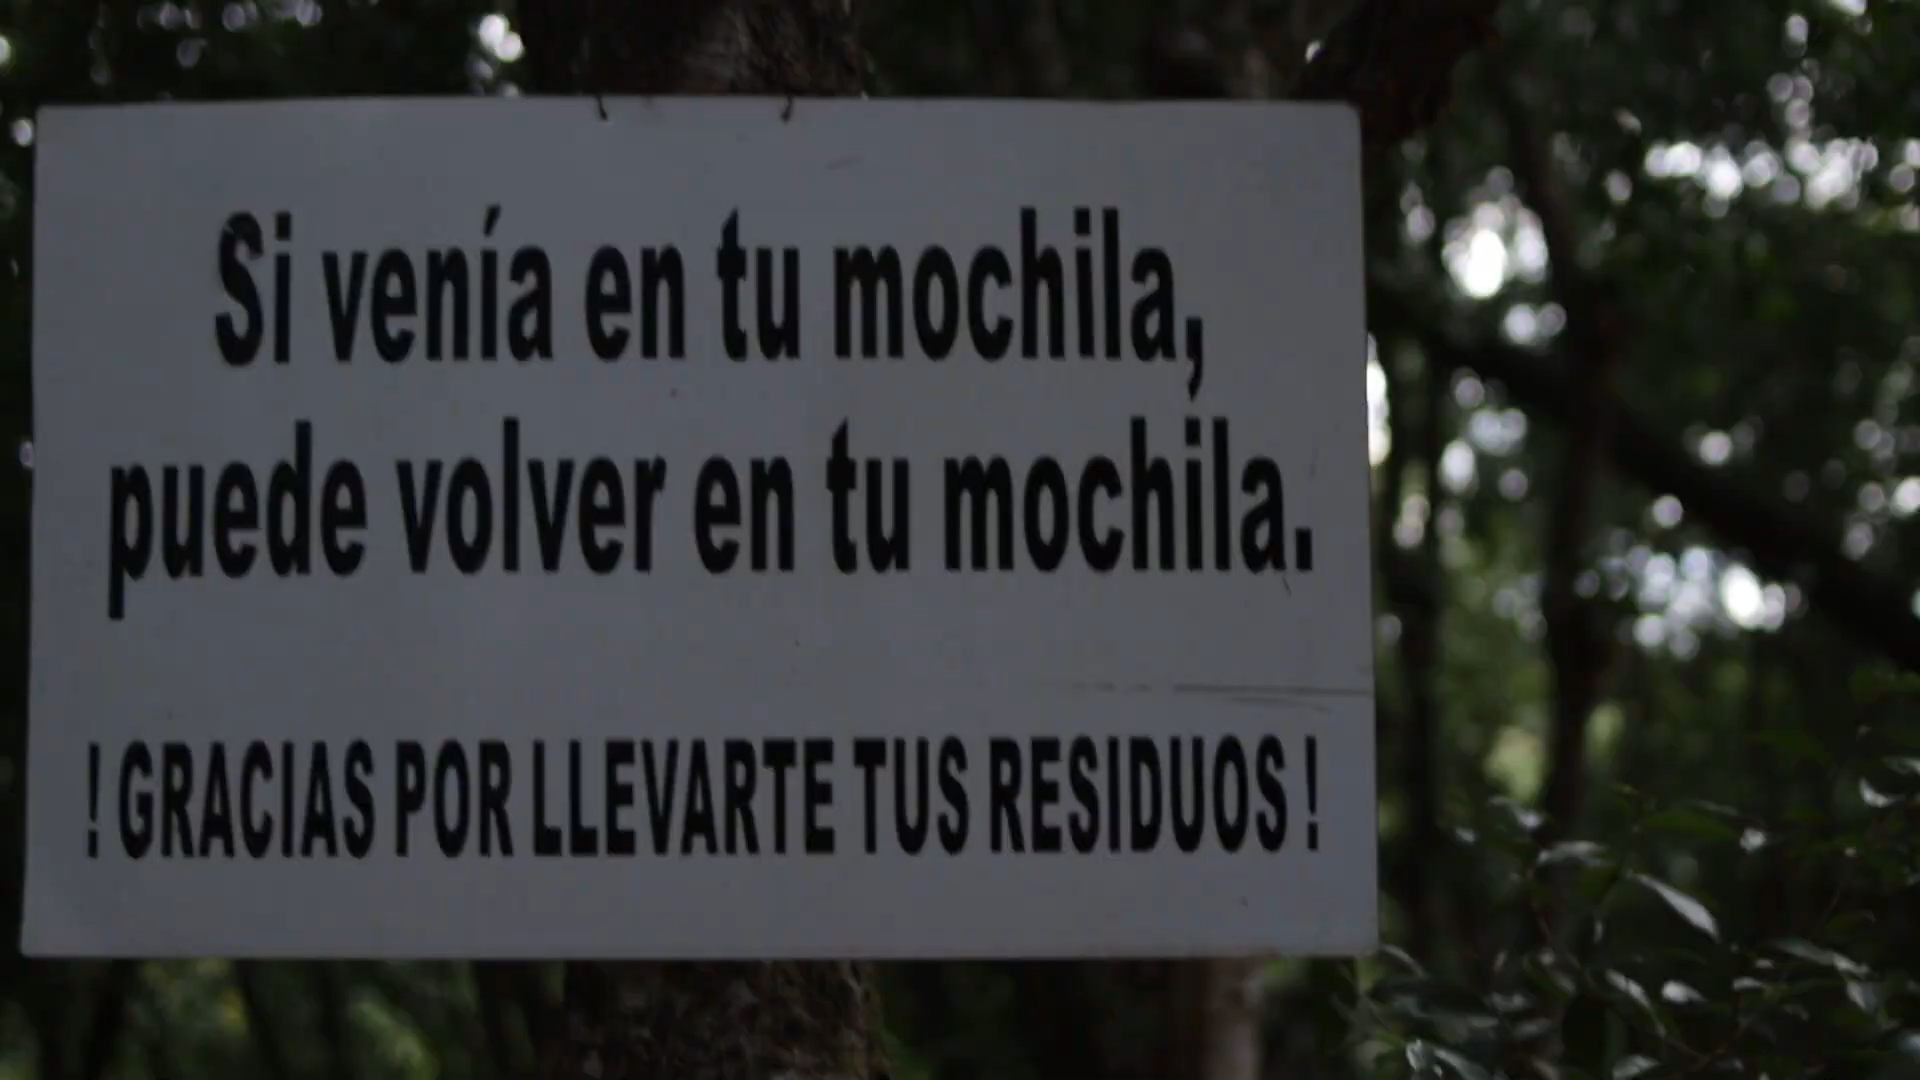 Si venía en tu mochila,
puede volver en tu mochila.
! GRACIAS POR LLEVARTE TUS RESIDUOS !